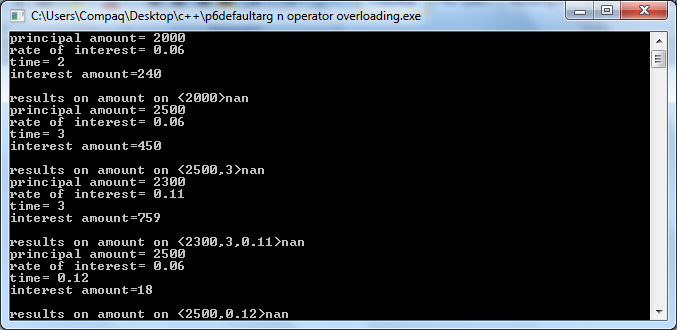 C:\Users\Compaq\Desktop\c++\p6defaultarg n operator overloading.exe
principal amount= 2000
rate of interest= 0.06
time= 2
interest amount=240
results on amount on <2000>nan
principal amount= 2500
rate of interest= 0.06
time= 3
interest amount=450
results on amount on <2500,3>nan
principal amount= 2300
rate of interest= 0.11
time= 3
interest amount=759
results on amount on <2300,3,0.11>nan
principal amount= 2500
rate of interest= 0.06
time= 0.12
interest amount=18
results on amount on <2500,0.12>nan